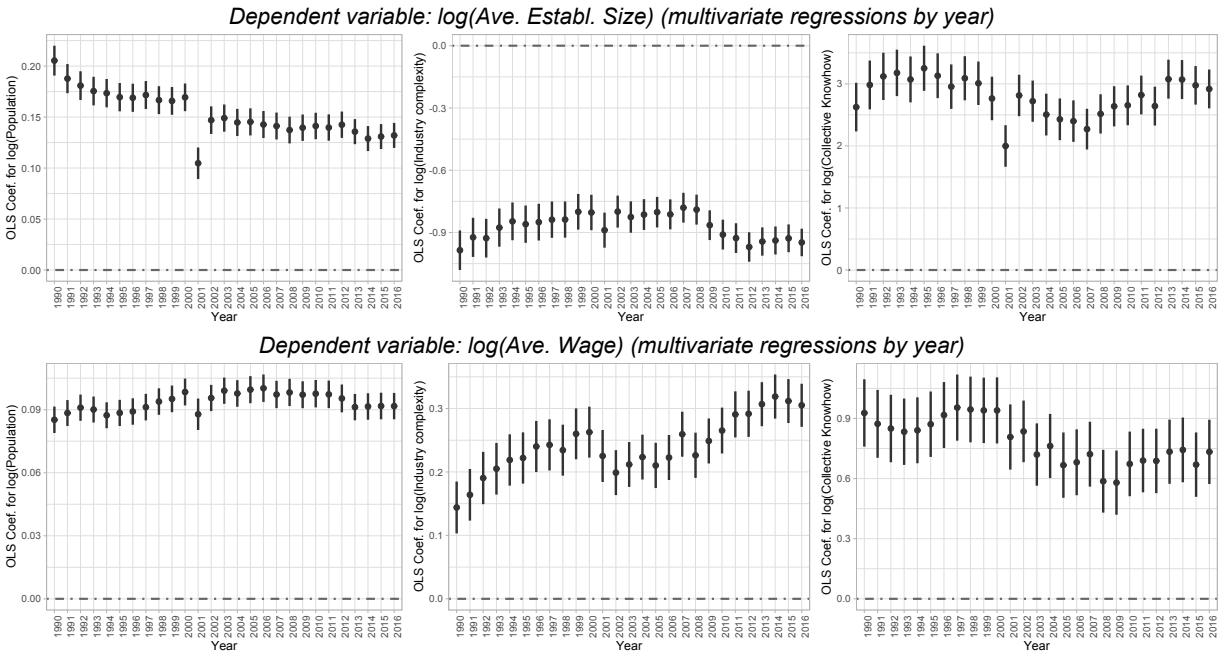 Dependent variable: log(Ave. Establ. Size) (multivariate regressions by year)
OLS Coef. for log(Population)
0.20
0.15
0.10
0.05
0.00
1990 1991 1992 1993 1994 1995 1996 1997 1998 1999 2000 2001 2002 2003 2004 2005 2006 2007 2008 2009 2010 2011 2012 2013 2014 2015 2016
Year
OLS Coef. for log(Industry complexity)
0.0
-0.3
-0.6
-0.9
1990 1991 1992 1993 1994 1995 1996 1997 1998 1999 2000 2001 2002 2003 2004 2005 2006 2007 2008 2009 2010 2011 2012 2013 2014 2015 2016
Year
OLS Coef. for log(Collective Knowhow)
3
2
1
0
1990 1991 1992 1993 1994 1995 1996 1997 1998 1999 2000 2001 2002 2003 2004 2005 2006 2007 2008 2009 2010 2011 2012 2013 2014 2015 2016
Year
Dependent variable: log(Ave. Wage) (multivariate regressions by year)
OLS Coef. for log(Population)
0.09
0.06
0.03
0.00
1990 1991 1992 1993 1994 1995 1996 1997 1998 1999 2000 2001 2002 2003 2004 2005 2006 2007 2008 2009 2010 2011 2012 2013 2014 2015 2016
Year
OLS Coef. for log(Industry complexity)
0.3
0.2
0.1
0.0
1990 1991 1992 1993 1994 1995 1996 1997 1998 1999 2000 2001 2002 2003 2004 2005 2006 2007 2008 2009 2010 2011 2012 2013 2014 2015 2016
Year
OLS Coef. for log(Collective Knowhow)
0.9
0.6
0.3
0.0
1990 1991 1992 1993 1994 1995 1996 1997 1998 1999 2000 2001 2002 2003 2004 2005 2006 2007 2008 2009 2010 2011 2012 2013 2014 2015 2016
Year